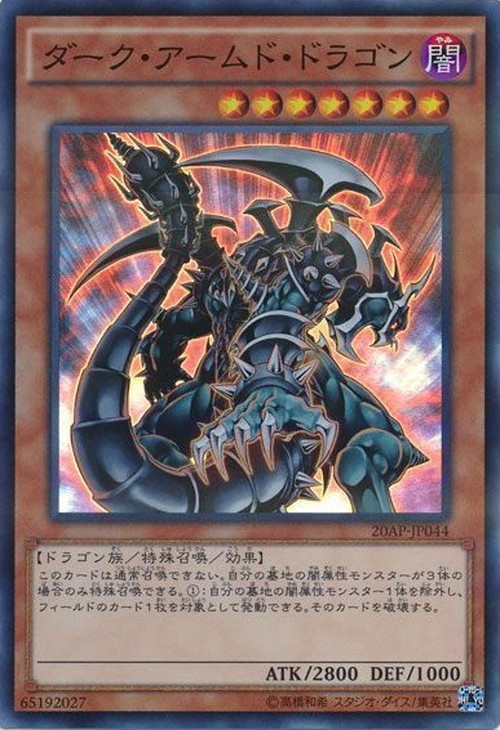 ダーク・アームド・ドラゴン
闇
20AP-JP044
【ドラゴン族/特殊召喚/効果】
このカードは通常召喚できない。自分の墓地の闇属性モンスターが3体の
場合のみ特殊召喚できる。①:自分の墓地の闇属性モンスター1体を除外し、
フィールドのカード1枚を対象として発動できる。そのカードを破壊する。
ATK/2800 DEF/1000
65192027
©高橋和希 スタジオ・ダイス/集英社